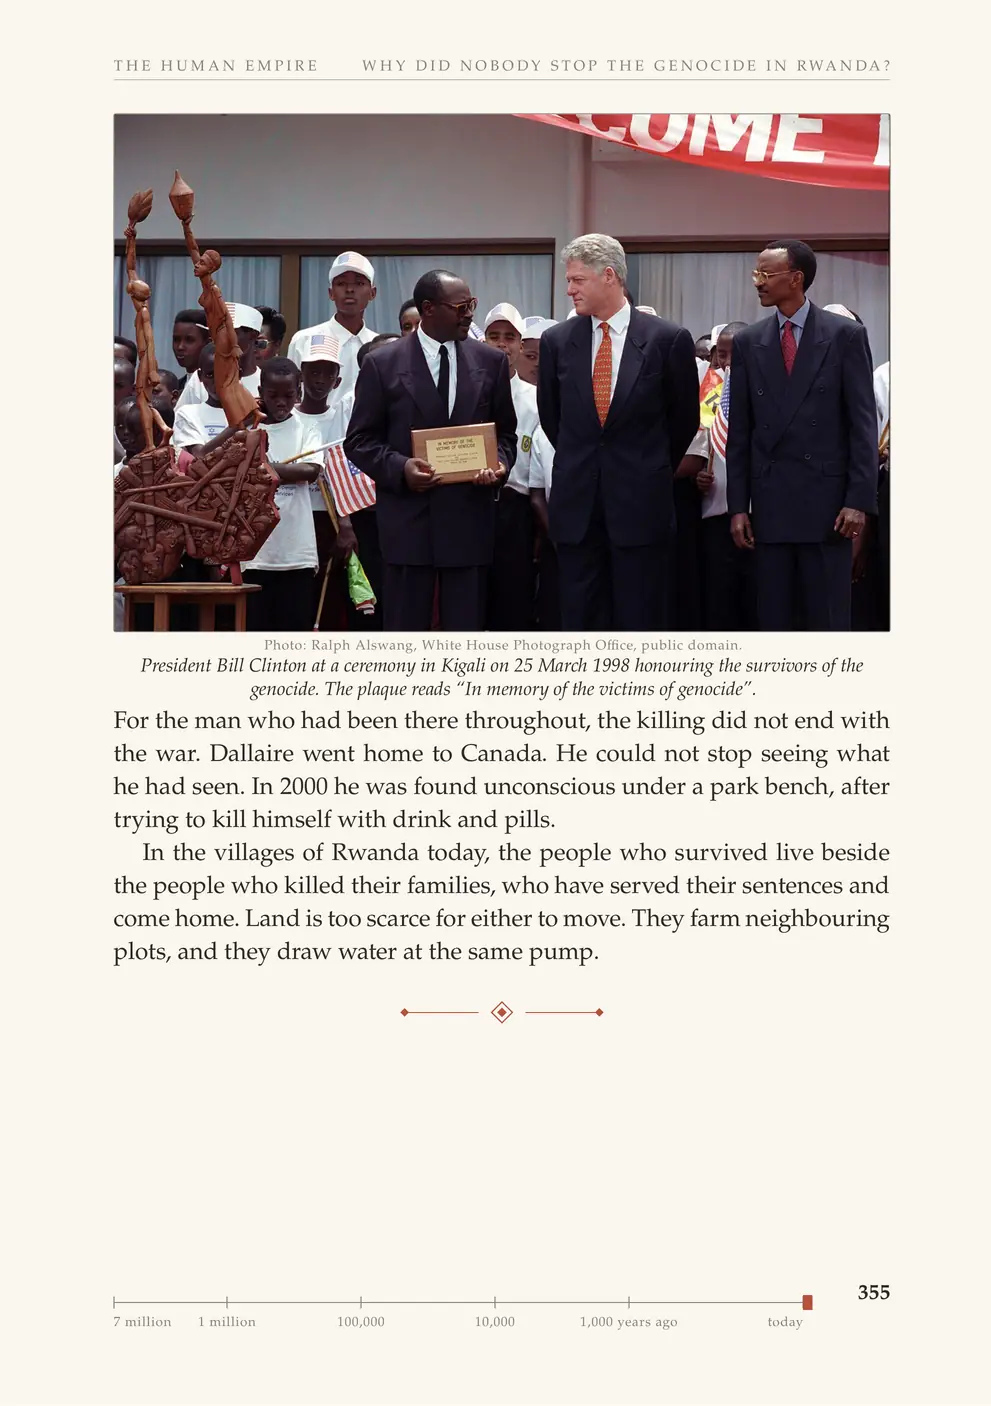 THE HUMAN EMPIRE WHY DID NOBODY STOP THE GENOCIDE IN RWANDA?
COME
IN MEMORY OF THE
VICTIMS OF GENOCIDE
Photo: Ralph Alswang, White House Photograph Office, public domain.
President Bill Clinton at a ceremony in Kigali on 25 March 1998 honouring the survivors of the
genocide. The plaque reads “In memory of the victims of genocide”.
For the man who had been there throughout, the killing did not end with
the war. Dallaire went home to Canada. He could not stop seeing what
he had seen. In 2000 he was found unconscious under a park bench, after
trying to kill himself with drink and pills.
In the villages of Rwanda today, the people who survived live beside
the people who killed their families, who have served their sentences and
come home. Land is too scarce for either to move. They farm neighbouring
plots, and they draw water at the same pump.
355
7 million 1 million 100,000 10,000 1,000 years ago today